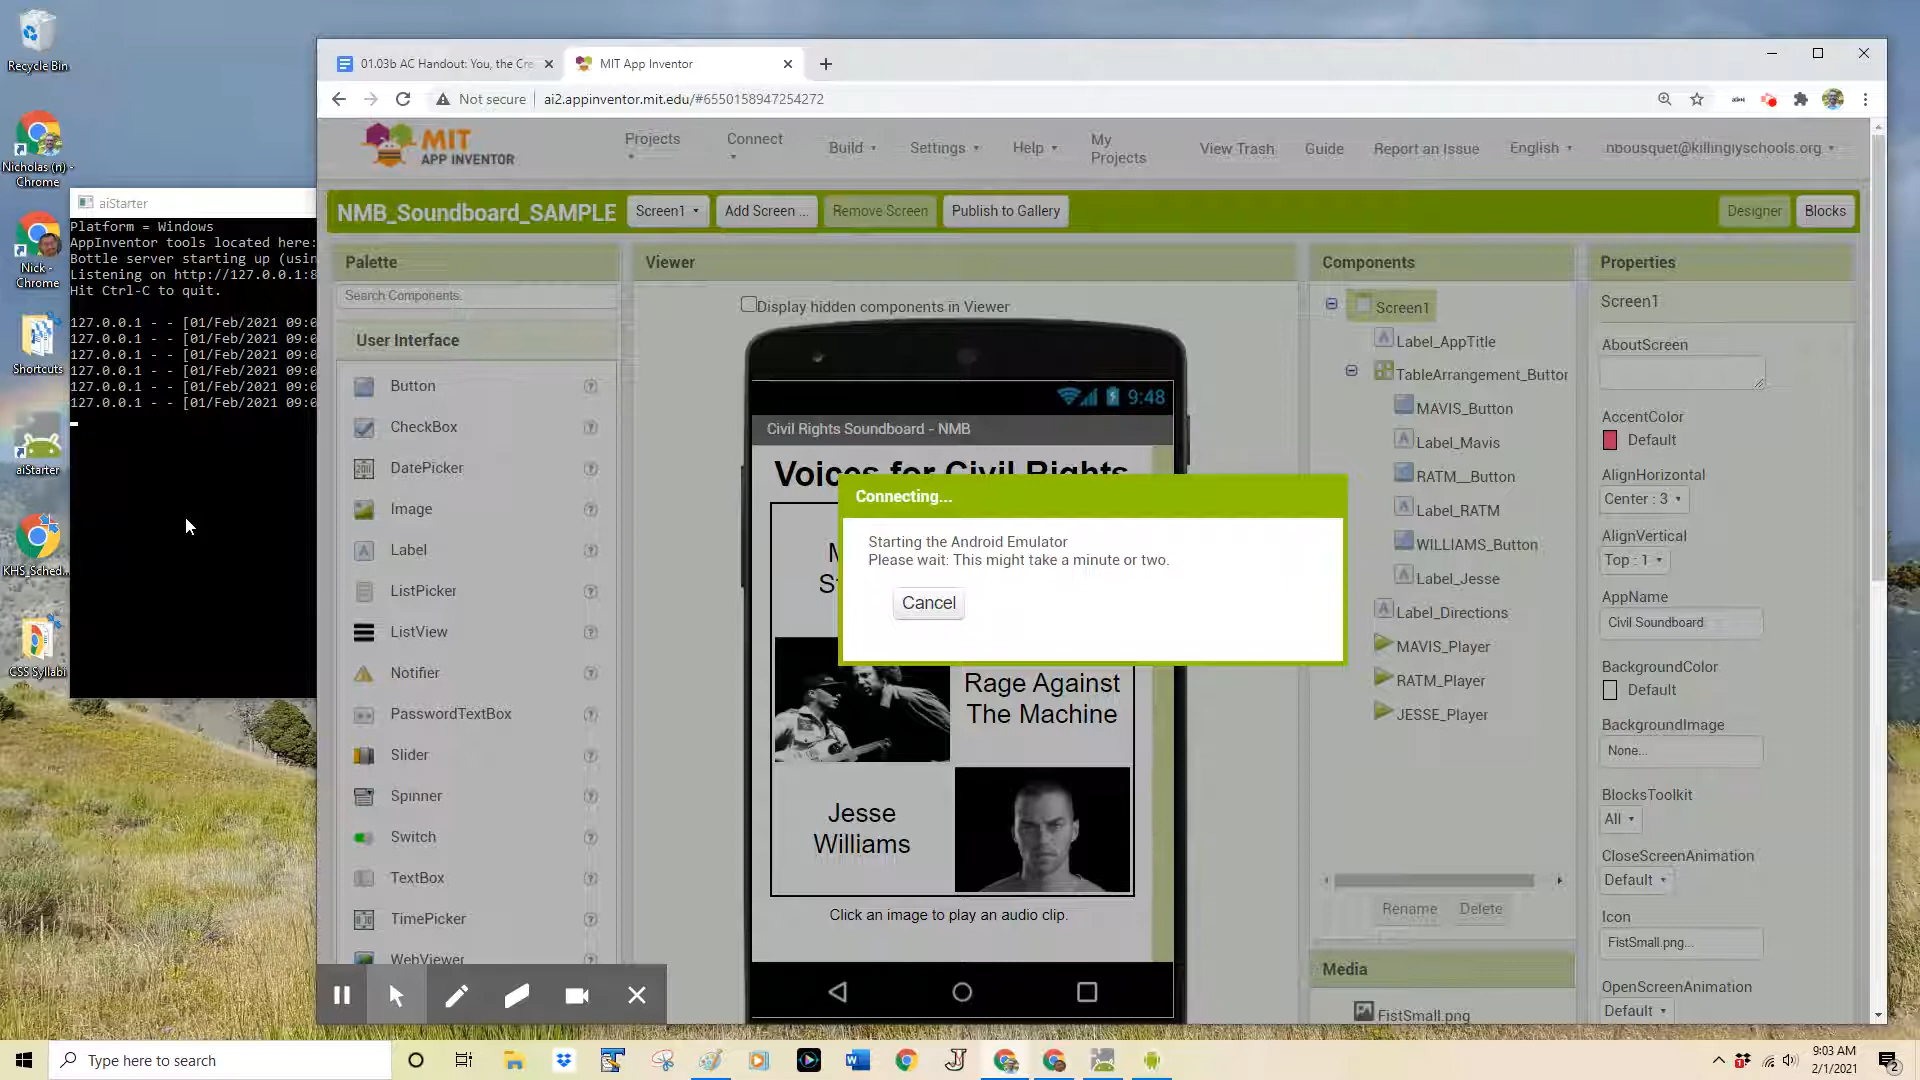 Recycle Bin
Nicholas (n) -
Chrome
Nick -
Chrome
Shortcuts
aiStarter
KHS_Sched...
CSS Syllabi
aiStarter
Platform = Windows
AppInventor tools located here:
Bottle server starting up (usin
Listening on http://127.0.0.1:8
Hit Ctrl-C to quit.
127.0.0.1 - - [01/Feb/2021 09:0
127.0.0.1 - - [01/Feb/2021 09:0
127.0.0.1 - - [01/Feb/2021 09:0
127.0.0.1 - - [01/Feb/2021 09:0
127.0.0.1 - - [01/Feb/2021 09:0
127.0.0.1 - - [01/Feb/2021 09:0
01.03b AC Handout: You, the Cre
MIT App Inventor
Not secure
ai2.appinventor.mit.edu/#6550158947254272
MIT
APP INVENTOR
Projects
Connect
Build
Settings
Help
My
Projects
View Trash
Guide
Report an Issue
English
nbousquet@killinglyschools.org
NMB_Soundboard_SAMPLE
Screen1
Add Screen ...
Remove Screen
Publish to Gallery
Designer
Blocks
Palette
Search Components.
User Interface
Button
CheckBox
DatePicker
Image
Label
ListPicker
ListView
Notifier
PasswordTextBox
Slider
Spinner
Switch
TextBox
TimePicker
WebViewer
Viewer
Display hidden components in Viewer
9:48
Civil Rights Soundboard - NMB
Voices for Civil Rights
M
St
Rage Against
The Machine
Jesse
Williams
Click an image to play an audio clip.
Connecting...
Starting the Android Emulator
Please wait: This might take a minute or two.
Cancel
Components
Screen1
Label_AppTitle
TableArrangement_Button
MAVIS_Button
Label_Mavis
RATM__Button
Label_RATM
WILLIAMS_Button
Label_Jesse
Label_Directions
MAVIS_Player
RATM_Player
JESSE_Player
Rename
Delete
Media
FistSmall.png
Properties
Screen1
AboutScreen
AccentColor
Default
AlignHorizontal
Center : 3
AlignVertical
Top : 1
AppName
Civil Soundboard
BackgroundColor
Default
BackgroundImage
None...
BlocksToolkit
All
CloseScreenAnimation
Default
Icon
FistSmall.png...
OpenScreenAnimation
Default
Type here to search
9:03 AM
2/1/2021
2